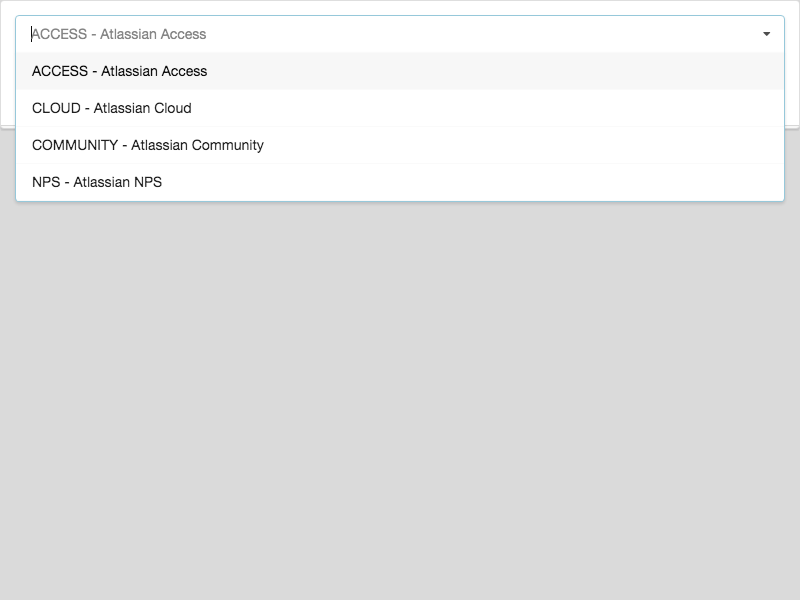 ACCESS - Atlassian Access
ACCESS - Atlassian Access
CLOUD - Atlassian Cloud
COMMUNITY - Atlassian Community
NPS - Atlassian NPS